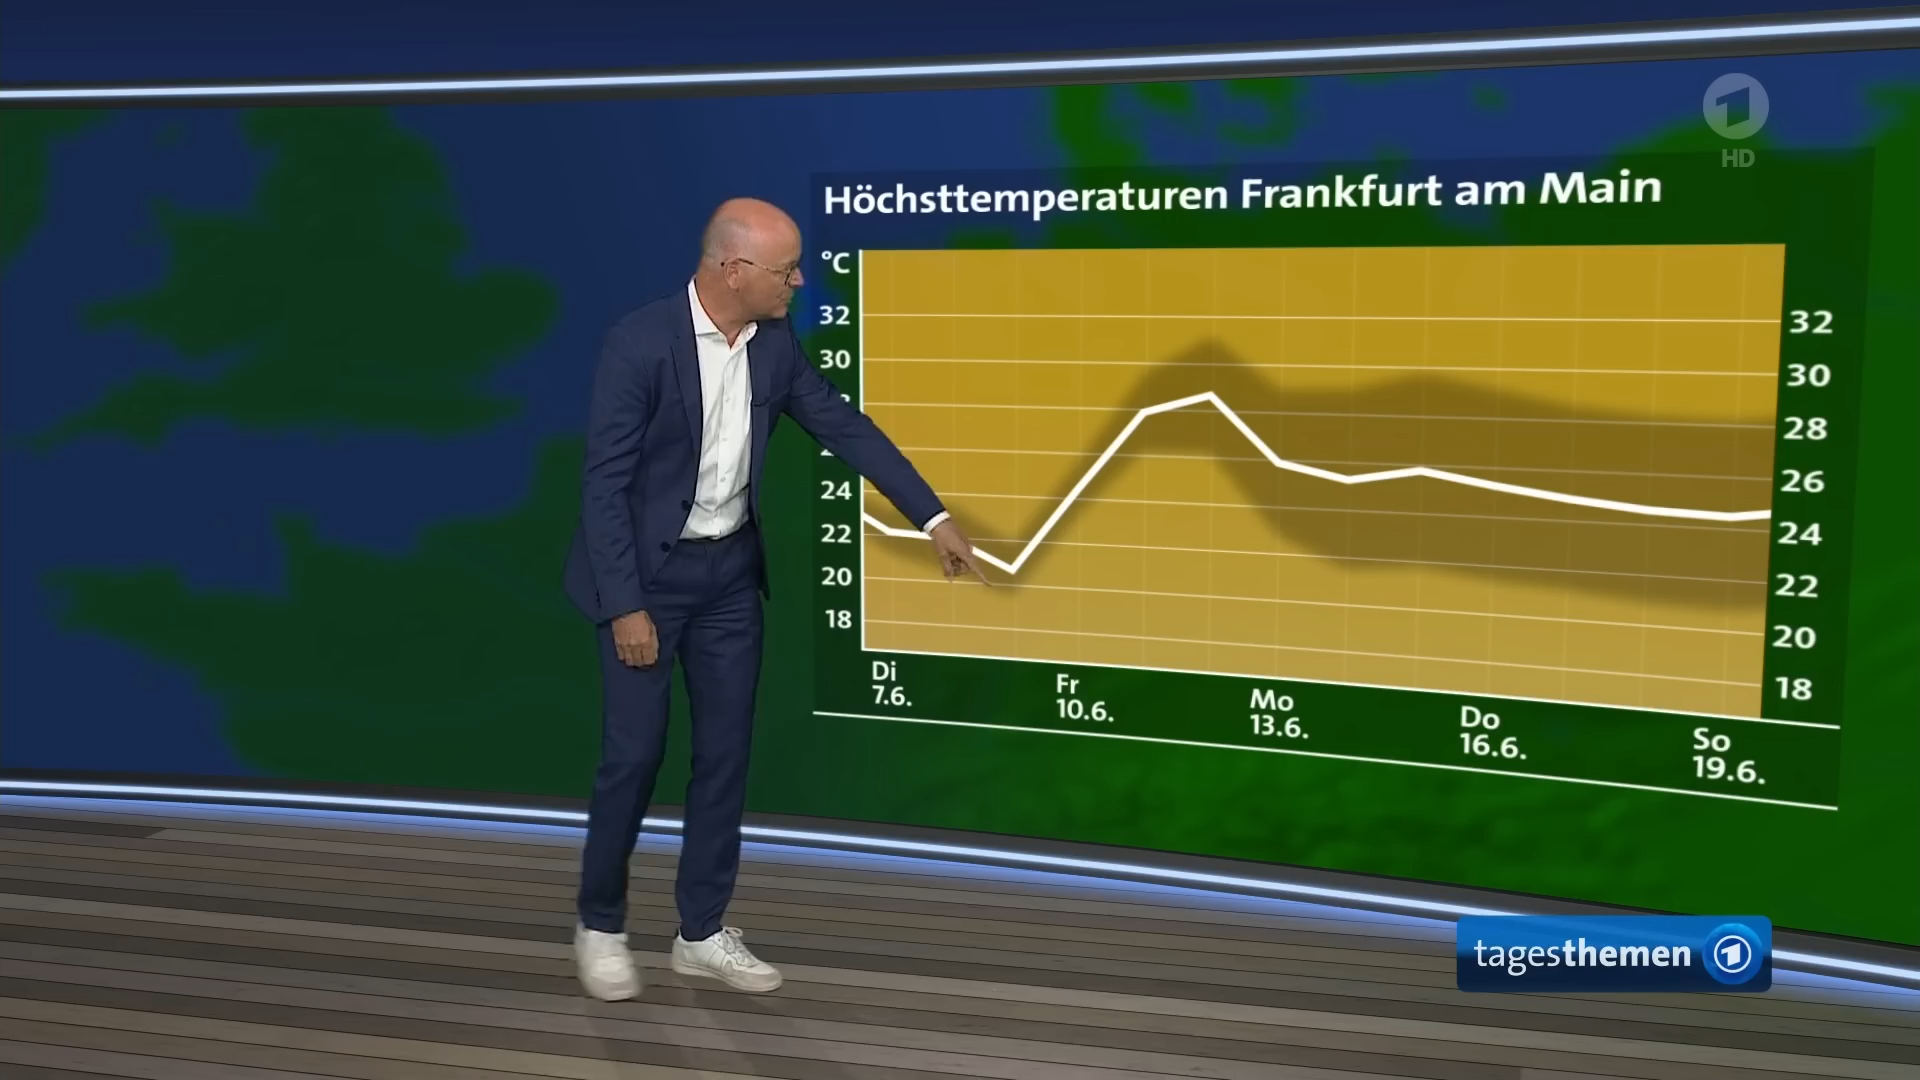 HD
Höchsttemperaturen Frankfurt am Main
°C
32
30
24
22
20
18
32
30
28
26
24
22
20
18
Di
7.6.
Fr
10.6.
Mo
13.6.
Do
16.6.
So
19.6.
tagesthemen